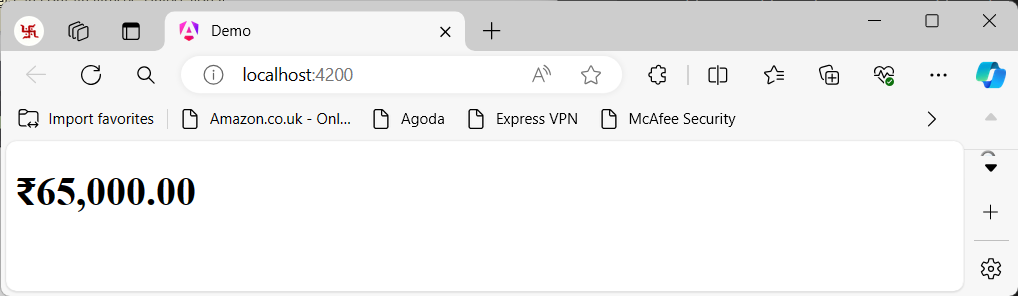 Demo
localhost:4200
Import favorites Amazon.co.uk - Onl... Agoda Express VPN McAfee Security
₹65,000.00